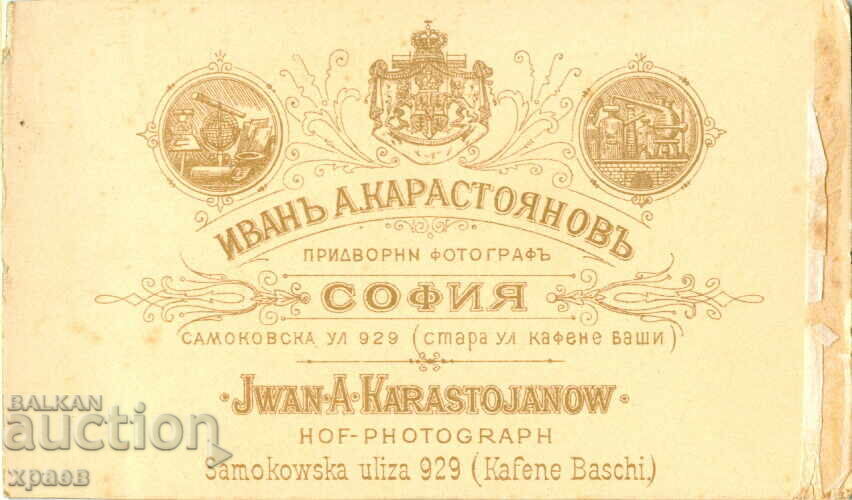 ИВАНЪ А.КАРАСТОЯНОВЪ
ПРИДВОРНИ ФОТОГРАФЪ
СОФИЯ
САМОКОВСКА УЛ 929 (СТАРА УЛ КАФЕНЕ БАШИ)
·JWAN·A·KARASTOJANOW·
HOF-PHOTOGRAPH
Samokowska uliza 929 (Kafene Baschi.)
BALKAN
auction
храев